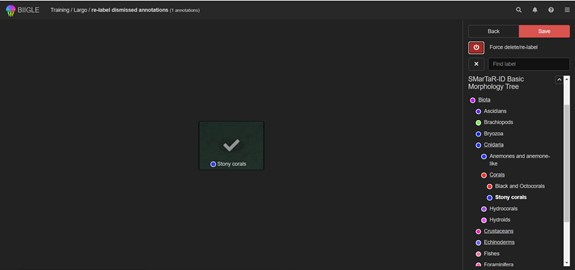 BIIGLE
Training / Largo / re-label dismissed annotations (1 annotations)
Back
Save
Force delete/re-label
Find label
SMarTaR-ID Basic
Morphology Tree
Biota
Ascidians
Brachiopods
Bryozoa
Cnidaria
Anemones and anemone-
like
Corals
Black and Octocorals
Stony corals
Hydrocorals
Hydroids
Crustaceans
Echinoderms
Fishes
Foraminifera
Stony corals